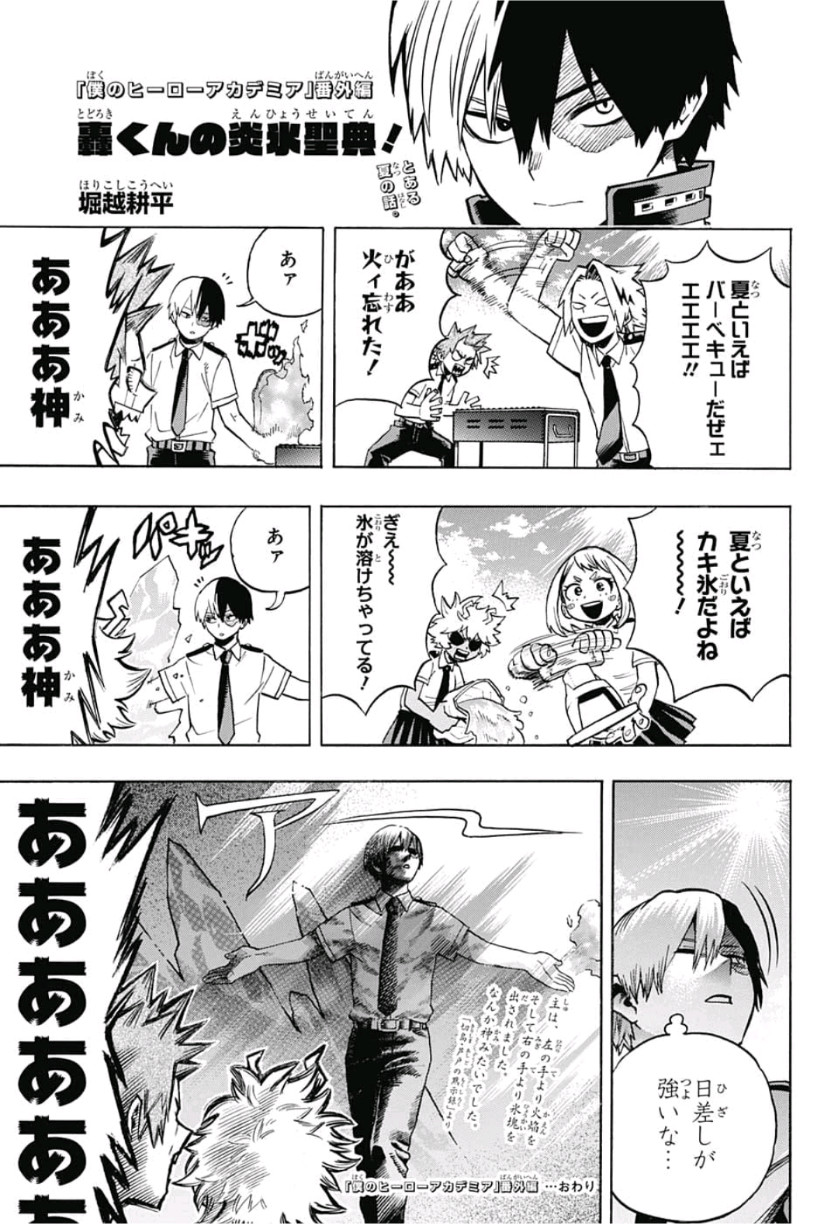 『僕のヒーローアカデミア』番外編
轟くんの炎氷聖典!
堀越耕平
とある
夏の話。
夏といえば
バーベキューだぜェ
エエエエ!!
があぁ
火ィ忘れた!
あァ
ボボッ
あああ神
夏といえば
カキ氷だよね
〜〜〜!
ぎえ〜〜
氷が溶けちゃってる!
あァ
パキッ
あああ神
日差しが
強いな…
ア
主は、左の手より火焔を
そして右の手より氷塊を
出されました。
なんか神みたいでした。
「切島・芦戸の黙示録」より
ああああああ
『僕のヒーローアカデミア』番外編 …おわり